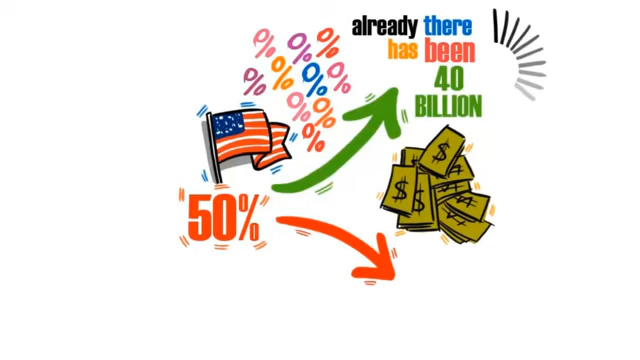 already there
has been
40
BILLION
% % %
% % %
% % %
%
50%
$
$ $